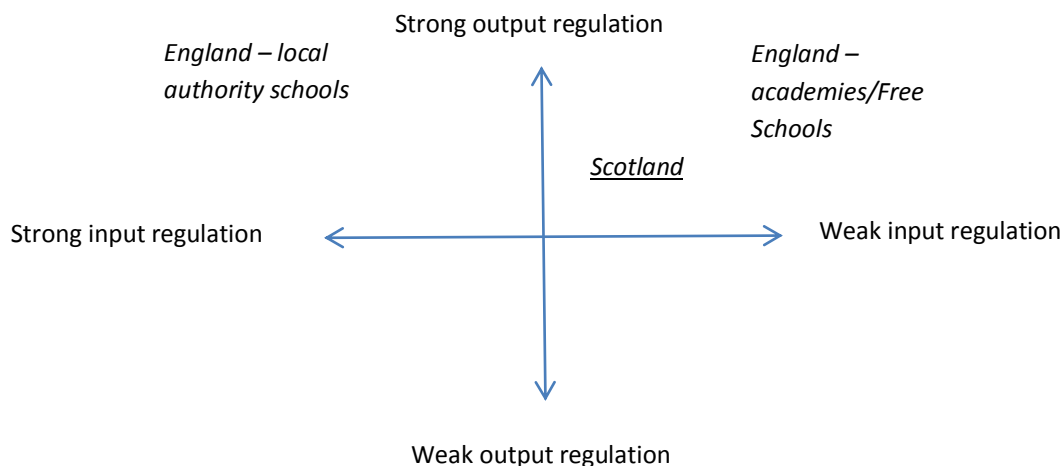 Strong output regulation
England – local
authority schools
England –
academies/Free
Schools
Scotland
Strong input regulation
Weak input regulation
Weak output regulation